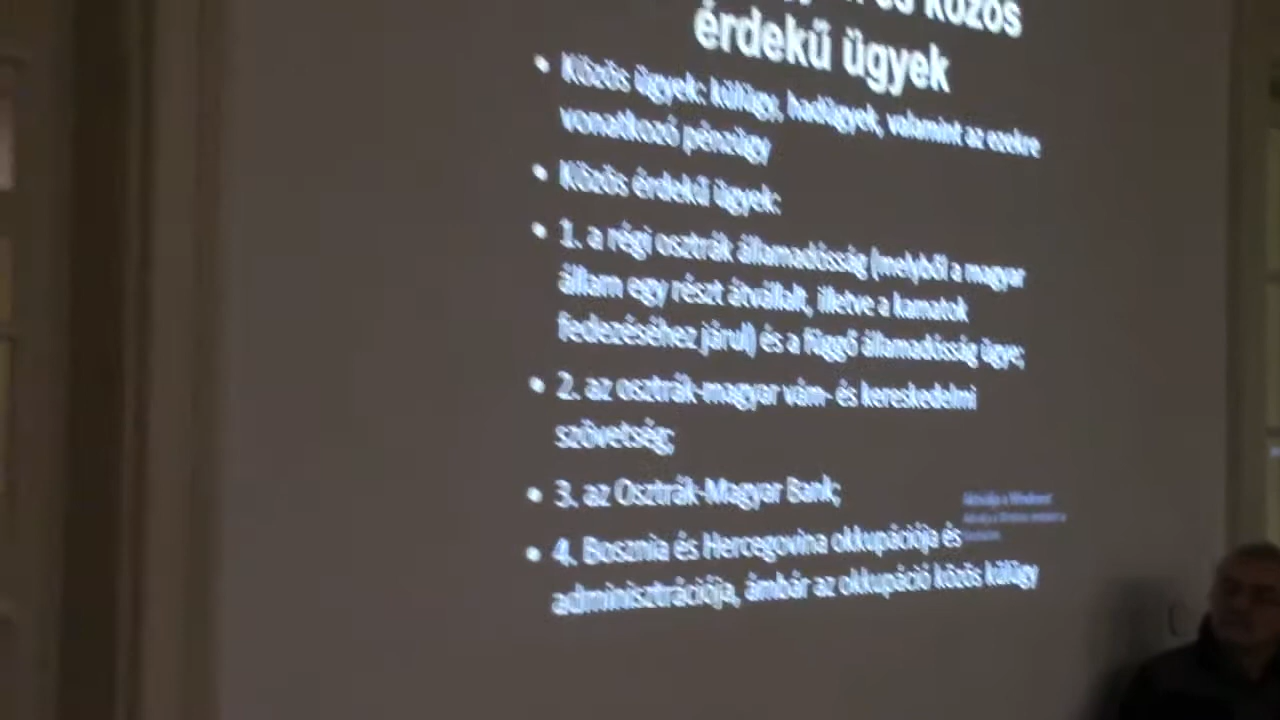 közös
érdekű ügyek
• Közös ügyek: külügy, hadügyek, valamint az ezekre
vonatkozó pénzügy
• Közös érdekű ügyek:
• 1. a régi osztrák államadósság (melyből a magyar
állam egy részt átvállalt, illetve a kamatok
fedezéséhez járul) és a függő államadósság ügye;
• 2. az osztrák-magyar vám- és kereskedelmi
szövetség;
• 3. az Osztrák-Magyar Bank;
• 4. Bosznia és Hercegovina okkupációja és
adminisztrációja, ámbár az okkupáció közös külügy